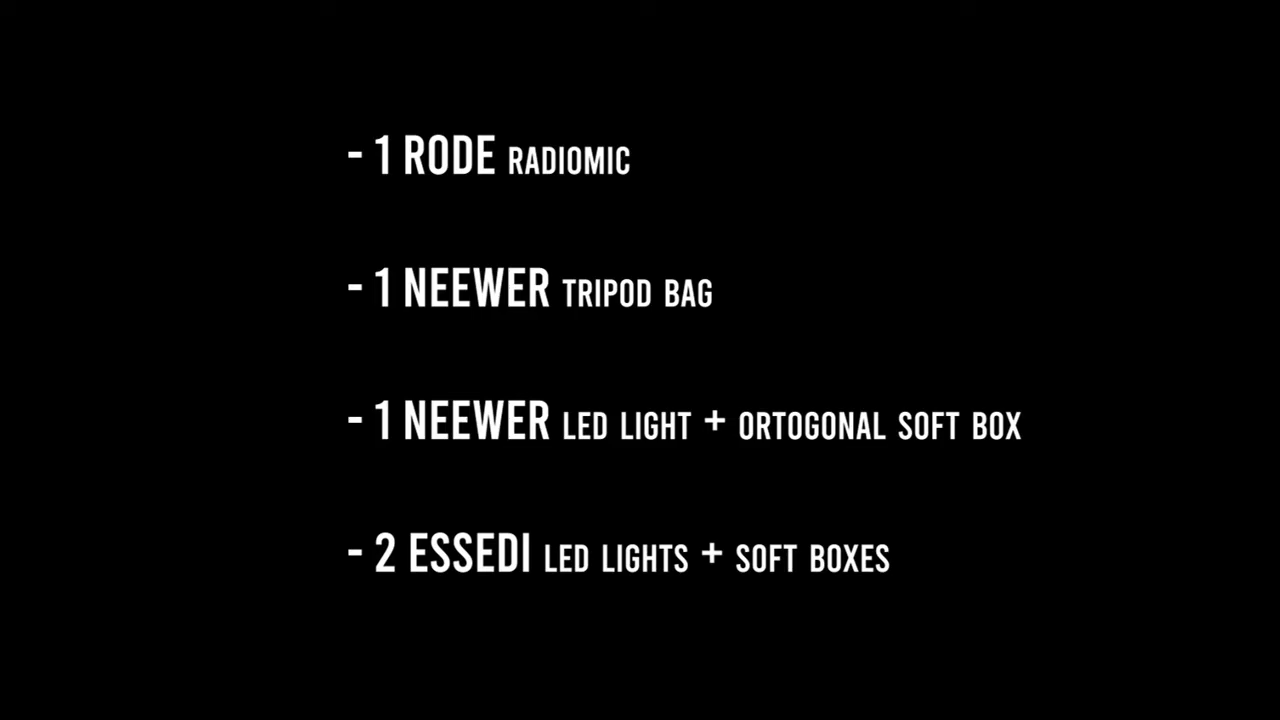 - 1 RODE RADIOMIC
- 1 NEEWER TRIPOD BAG
- 1 NEEWER LED LIGHT + ORTOGONAL SOFT BOX
- 2 ESSEDI LED LIGHTS + SOFT BOXES